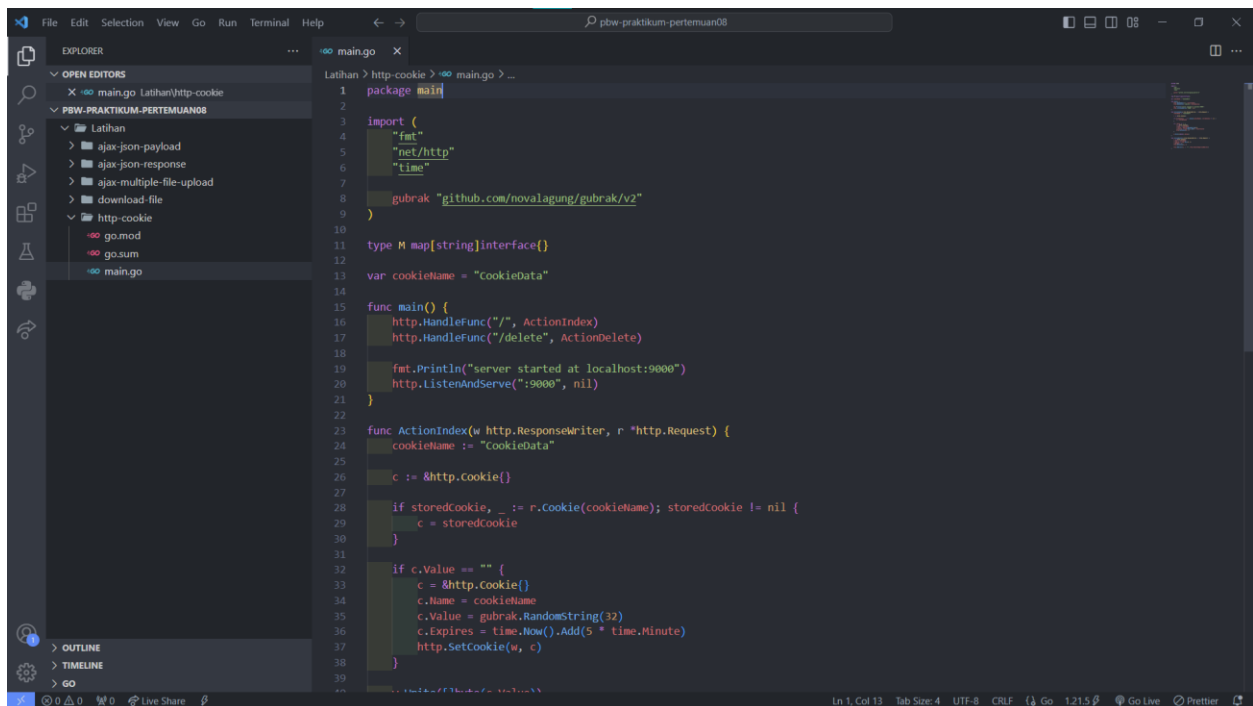 File Edit Selection View Go Run Terminal Help
pbw-praktikum-pertemuan08
EXPLORER
OPEN EDITORS
main.go Latihan\http-cookie
PBW-PRAKTIKUM-PERTEMUAN08
Latihan
ajax-json-payload
ajax-json-response
ajax-multiple-file-upload
download-file
http-cookie
go.mod
go.sum
main.go
OUTLINE
TIMELINE
GO
main.go
Latihan > http-cookie > main.go > ...
1 package main
2
3 import (
4 "fmt"
5 "net/http"
6 "time"
7
8 gubrak "github.com/novalagung/gubrak/v2"
9 )
10
11 type M map[string]interface{}
12
13 var cookieName = "CookieData"
14
15 func main() {
16 http.HandleFunc("/", ActionIndex)
17 http.HandleFunc("/delete", ActionDelete)
18
19 fmt.Println("server started at localhost:9000")
20 http.ListenAndServe(":9000", nil)
21 }
22
23 func ActionIndex(w http.ResponseWriter, r *http.Request) {
24 cookieName := "CookieData"
25
26 c := &http.Cookie{}
27
28 if storedCookie, _ := r.Cookie(cookieName); storedCookie != nil {
29 c = storedCookie
30 }
31
32 if c.Value == "" {
33 c = &http.Cookie{}
34 c.Name = cookieName
35 c.Value = gubrak.RandomString(32)
36 c.Expires = time.Now().Add(5 * time.Minute)
37 http.SetCookie(w, c)
38 }
39
0 0 0 Live Share Ln 1, Col 13 Tab Size: 4 UTF-8 CRLF Go 1.21.5 Go Live Prettier